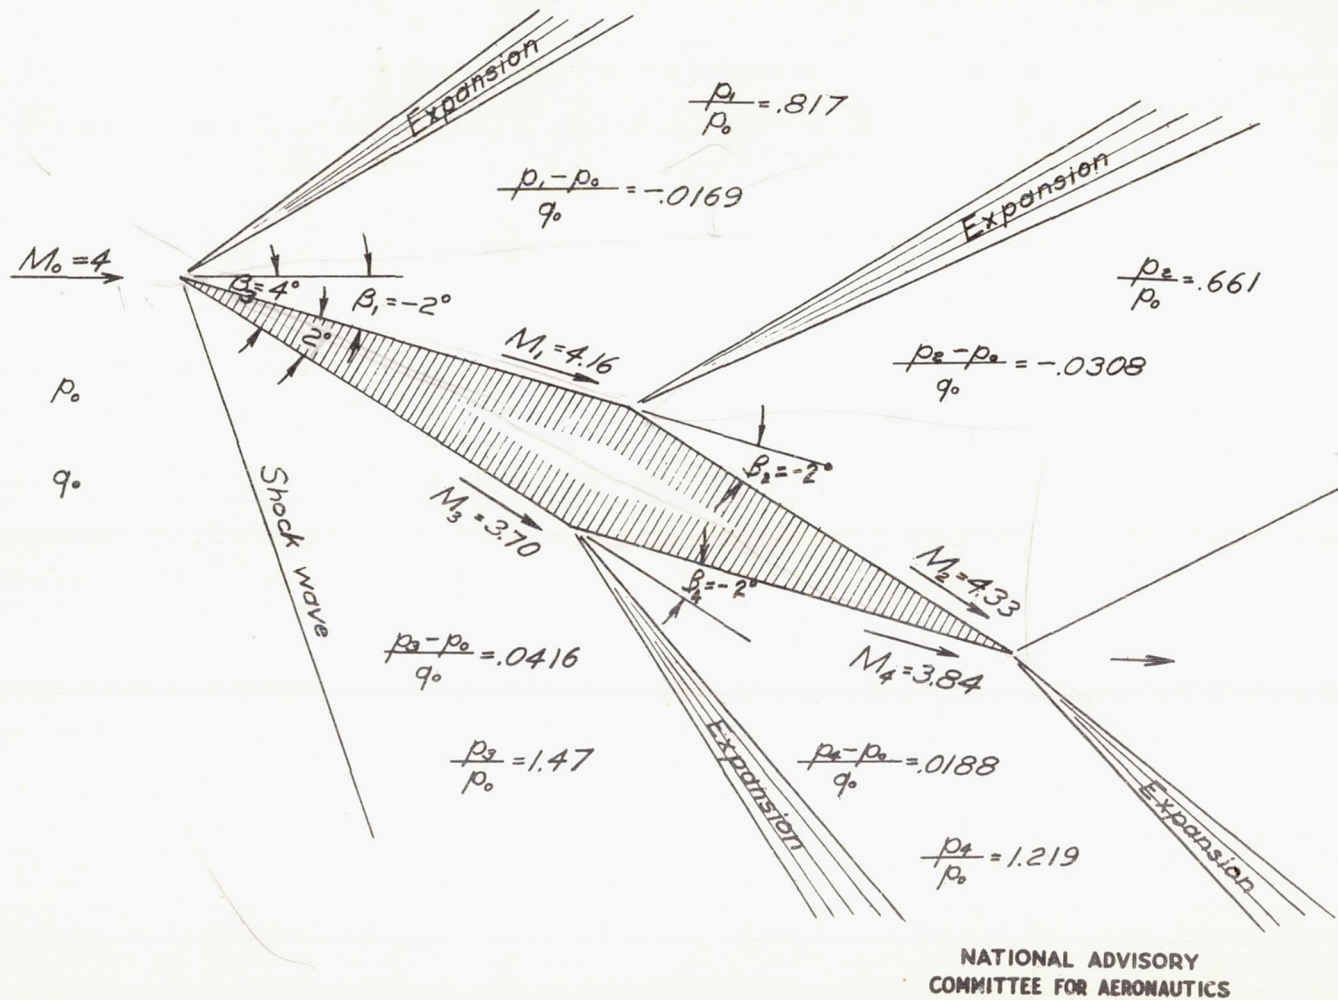 Expansion
p₁/p₀ = .817
(p₁ – p₀)/q₀ = –.0169
Expansion
M₀ = 4
β₃ = 4°
β₁ = –2°
2°
p₂/p₀ = .661
M₁ = 4.16
(p₂ – p₀)/q₀ = –.0308
p₀
q₀
β₂ = –2°
Shock wave
M₃ = 3.70
M₂ = 4.33
β₄ = –2°
(p₃ – p₀)/q₀ = .0416
M₄ = 3.84
p₃/p₀ = 1.47
Expansion
(p₄ – p₀)/q₀ = .0188
Expansion
p₄/p₀ = 1.219
NATIONAL ADVISORY
COMMITTEE FOR AERONAUTICS